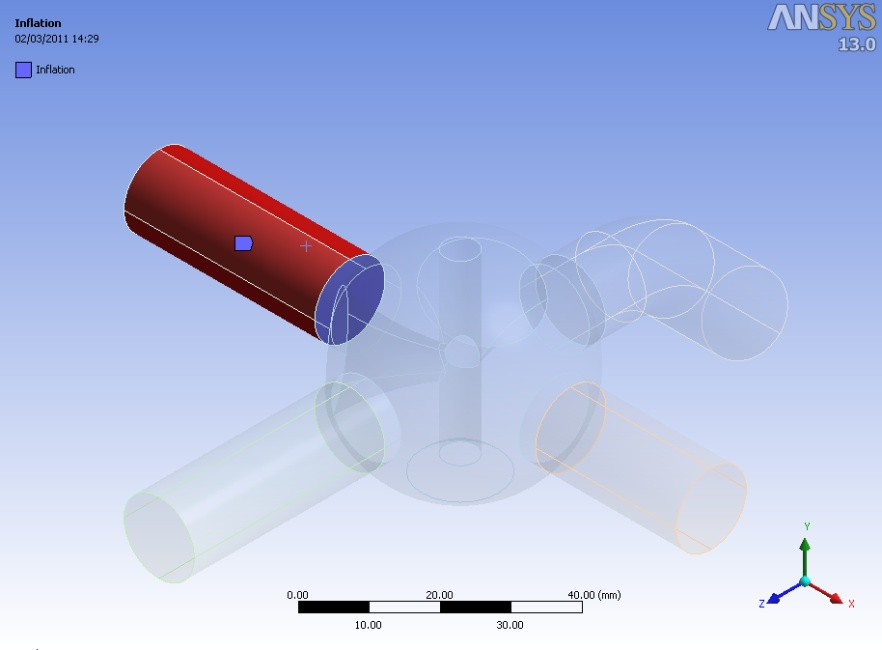 Inflation
02/03/2011 14:29
Inflation
ANSYS
13.0
0.00 20.00 40.00 (mm)
10.00 30.00
Y
Z X